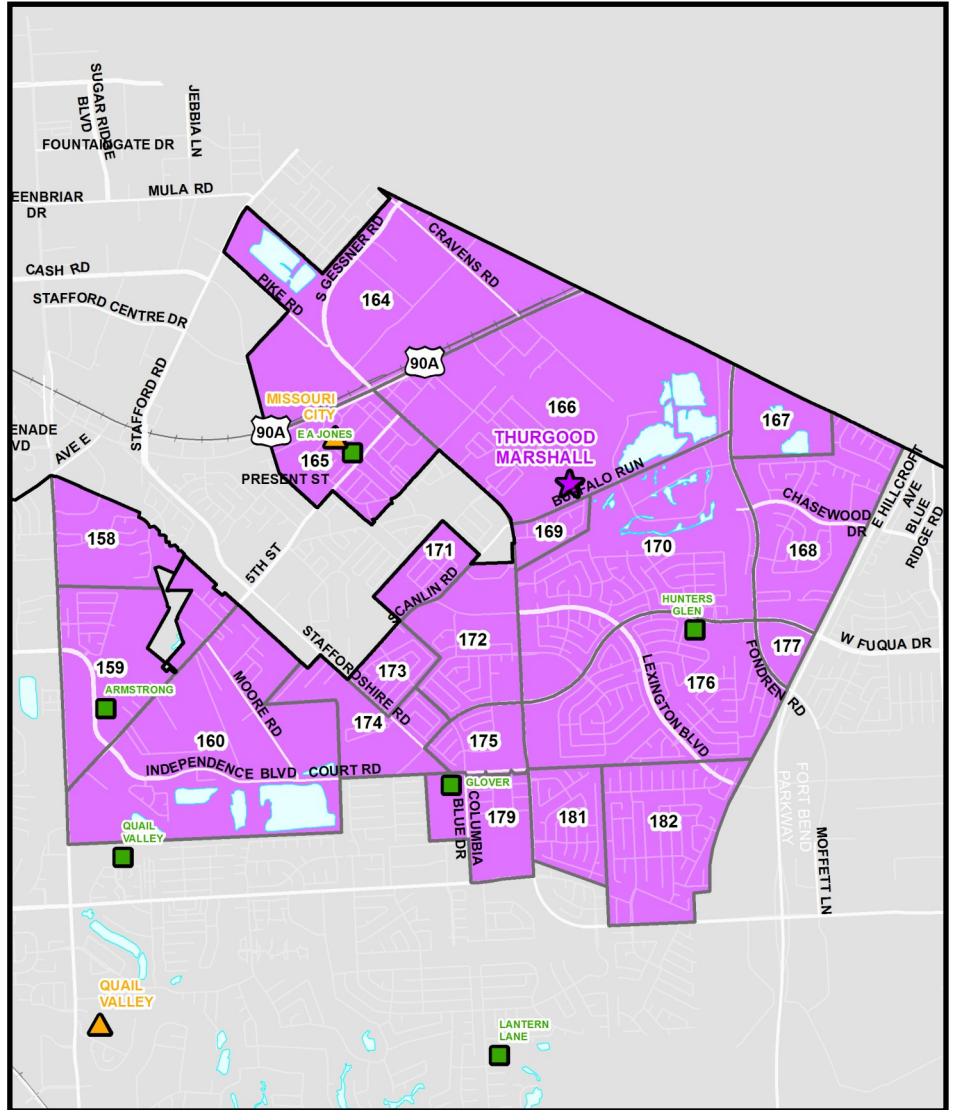 SUGAR RIDGE
BLVD
JEBBIA LN
FOUNTAINGATE DR
MULA RD
EENBRIAR
DR
CASH RD
STAFFORD CENTRE DR
STAFFORD RD
PIKE RD
S GESSNER RD
CRAVENS RD
164
90A
MISSOURI
CITY
90A
E A JONES
165
PRESENT ST
ENADE
VD
AVE E
166
THURGOOD
MARSHALL
BUFFALO RUN
167
E HILLCROFT
AVE
BLUE
RIDGE RD
CHASEWOOD
DR
168
158
5TH ST
171
SCANLIN RD
169
170
HUNTERS
GLEN
W FUQUA DR
177
159
ARMSTRONG
STAFFORDSHIRE RD
172
173
MOORE RD
174
LEXINGTON BLVD
176
FONDREN RD
160
175
INDEPENDENCE BLVD
COURT RD
GLOVER
COLUMBIA
BLUE DR
179
181
182
FORT BEND
PARKWAY
MOFFETT LN
QUAIL
VALLEY
QUAIL
VALLEY
LANTERN
LANE